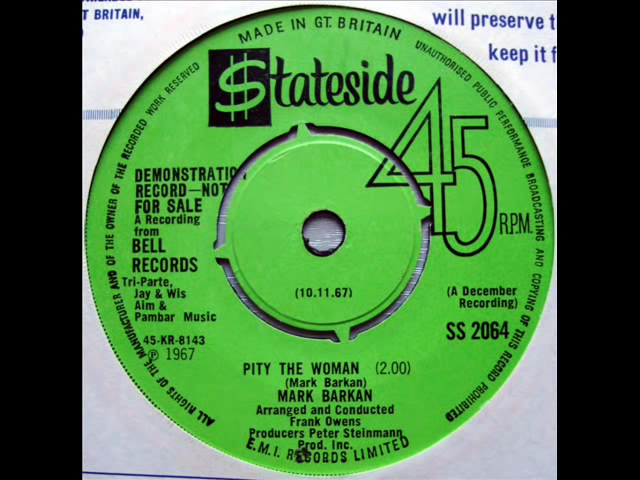 T BRITAIN,
will preserve t
keep it f
MADE IN GT. BRITAIN
ALL RIGHTS OF THE MANUFACTURER AND OF THE OWNER OF THE RECORDED WORK RESERVED
UNAUTHORISED PUBLIC PERFORMANCE BROADCASTING AND COPYING OF THIS RECORD PROHIBITED
$tateside
45
R.P.M.
DEMONSTRATION
RECORD—NOT
FOR SALE
A Recording
from
BELL
RECORDS
Tri-Parte,
Jay & Wis
Aim &
Pambar Music
45-KR-8143
℗ 1967
(10.11.67)
(A December
Recording)
SS 2064
PITY THE WOMAN (2.00)
(Mark Barkan)
MARK BARKAN
Arranged and Conducted
Frank Owens
Producers Peter Steinmann
Prod. Inc.
E.M.I. RECORDS LIMITED